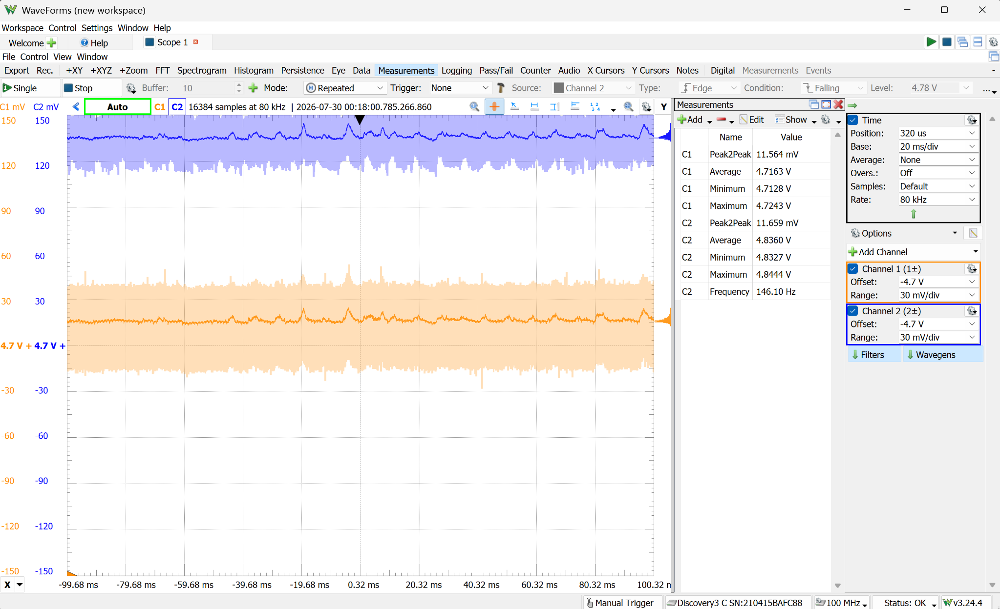 WaveForms (new workspace)
Workspace Control Settings Window Help
Welcome Help Scope 1
File Control View Window
Export Rec. +XY +XYZ +Zoom FFT Spectrogram Histogram Persistence Eye Data Measurements Logging Pass/Fail Counter Audio X Cursors Y Cursors Notes Digital Measurements Events
Single Stop Buffer: 10 Mode: Repeated Trigger: None Source: Channel 2 Type: Edge Condition: Falling Level: 4.78 V ...
C1 mV C2 mV Auto C1 C2 16384 samples at 80 kHz | 2026-07-30 00:18:00.785.266.860 Y
150 150
120 120
90 90
60 60
30 30
4.7 V + 4.7 V +
-30 -30
-60 -60
-90 -90
-120 -120
-150 -150
X -99.68 ms -79.68 ms -59.68 ms -39.68 ms -19.68 ms 0.32 ms 20.32 ms 40.32 ms 60.32 ms 80.32 ms 100.32 m
Measurements
Add Edit Show
Name Value
C1 Peak2Peak 11.564 mV
C1 Average 4.7163 V
C1 Minimum 4.7128 V
C1 Maximum 4.7243 V
C2 Peak2Peak 11.659 mV
C2 Average 4.8360 V
C2 Minimum 4.8327 V
C2 Maximum 4.8444 V
C2 Frequency 146.10 Hz
Time
Position: 320 us
Base: 20 ms/div
Average: None
Overs.: Off
Samples: Default
Rate: 80 kHz
Options
Add Channel
Channel 1 (1±)
Offset: -4.7 V
Range: 30 mV/div
Channel 2 (2±)
Offset: -4.7 V
Range: 30 mV/div
Filters Wavegens
Manual Trigger Discovery3 C SN:210415BAFC88 100 MHz Status: OK v3.24.4